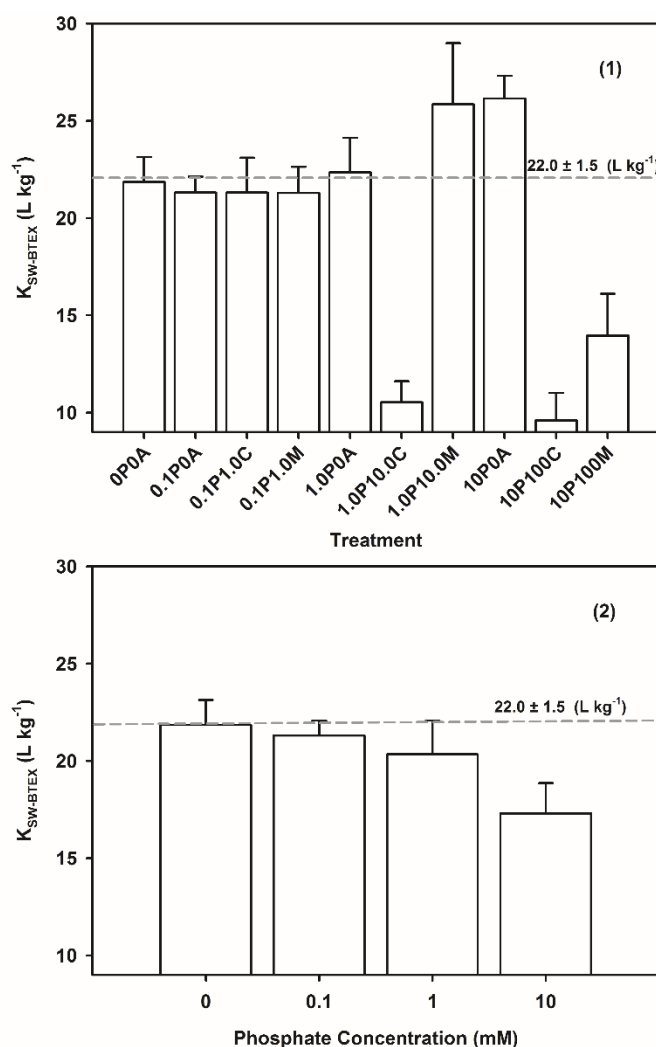 30
(1)
25
22.0 ± 1.5 (L kg⁻¹)
20
15
10
K_SW-BTEX (L kg⁻¹)
0P0A
0.1P0A
0.1P1.0C
0.1P1.0M
1.0P0A
1.0P10.0C
1.0P10.0M
10P0A
10P100C
10P100M
Treatment
30
(2)
25
22.0 ± 1.5 (L kg⁻¹)
20
15
10
K_SW-BTEX (L kg⁻¹)
0 0.1 1 10
Phosphate Concentration (mM)